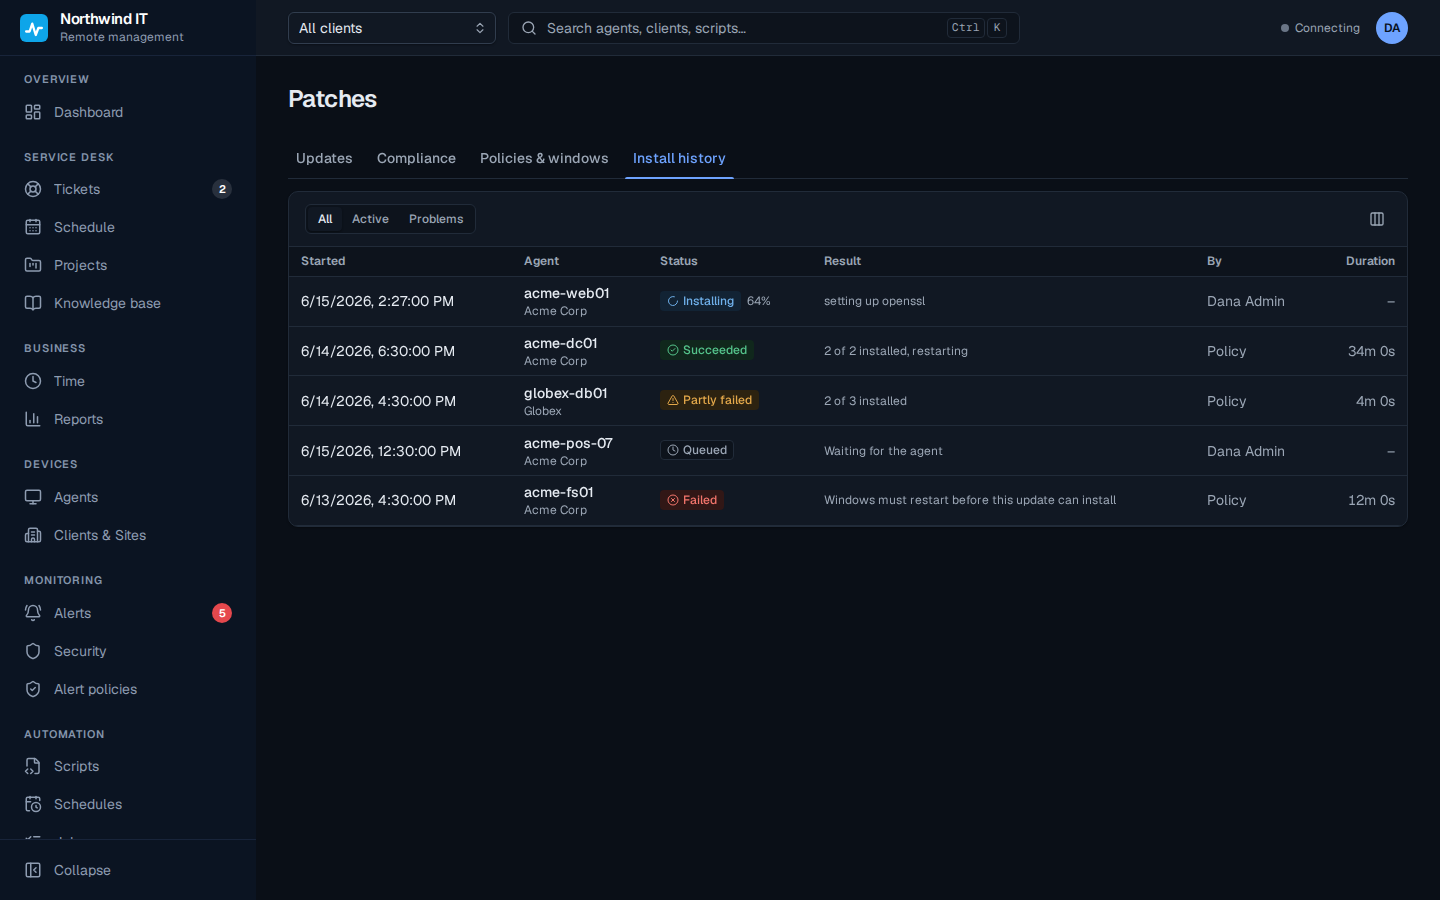 Northwind IT
Remote management
All clients
Search agents, clients, scripts...
Ctrl K
Connecting
DA
OVERVIEW
Dashboard
SERVICE DESK
Tickets 2
Schedule
Projects
Knowledge base
BUSINESS
Time
Reports
DEVICES
Agents
Clients & Sites
MONITORING
Alerts 5
Security
Alert policies
AUTOMATION
Scripts
Schedules
Collapse
Patches
Updates Compliance Policies & windows Install history
All Active Problems
Started Agent Status Result By Duration
6/15/2026, 2:27:00 PM acme-web01 Installing 64% setting up openssl Dana Admin –
Acme Corp
6/14/2026, 6:30:00 PM acme-dc01 Succeeded 2 of 2 installed, restarting Policy 34m 0s
Acme Corp
6/14/2026, 4:30:00 PM globex-db01 Partly failed 2 of 3 installed Policy 4m 0s
Globex
6/15/2026, 12:30:00 PM acme-pos-07 Queued Waiting for the agent Dana Admin –
Acme Corp
6/13/2026, 4:30:00 PM acme-fs01 Failed Windows must restart before this update can install Policy 12m 0s
Acme Corp